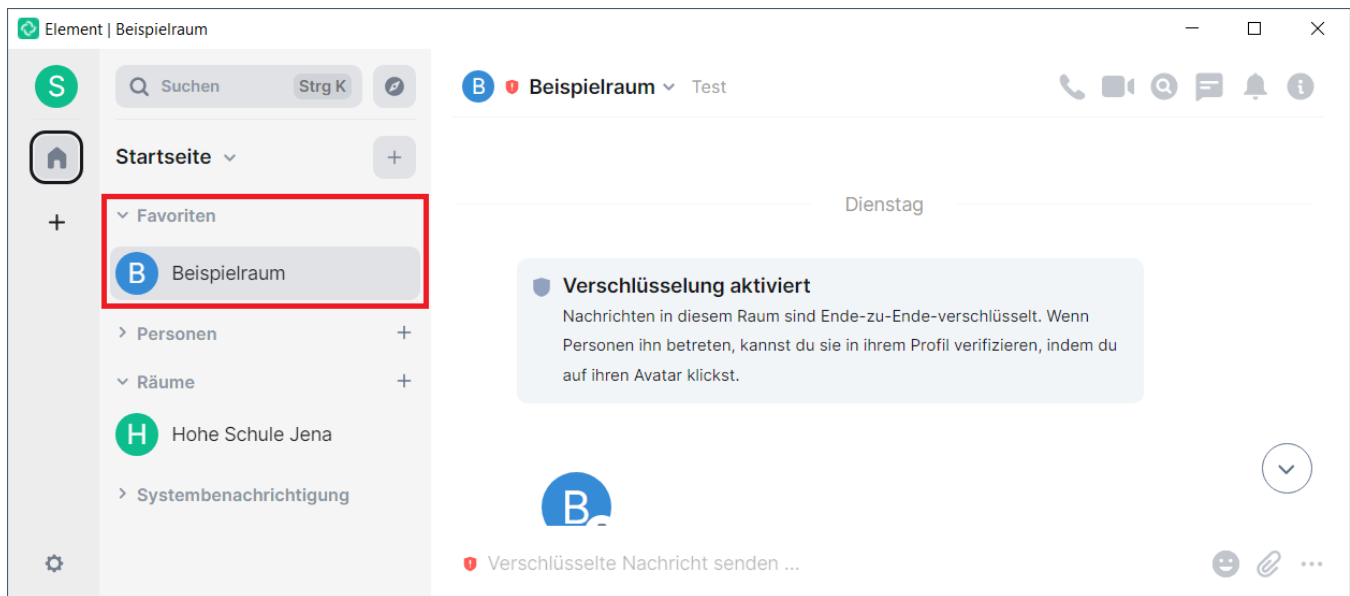 Element | Beispielraum
S
Suchen Strg K
Startseite
Favoriten
B Beispielraum
Personen
Räume
H Hohe Schule Jena
Systembenachrichtigung
B Beispielraum Test
Dienstag
Verschlüsselung aktiviert
Nachrichten in diesem Raum sind Ende-zu-Ende-verschlüsselt. Wenn
Personen ihn betreten, kannst du sie in ihrem Profil verifizieren, indem du
auf ihren Avatar klickst.
B
Verschlüsselte Nachricht senden ...